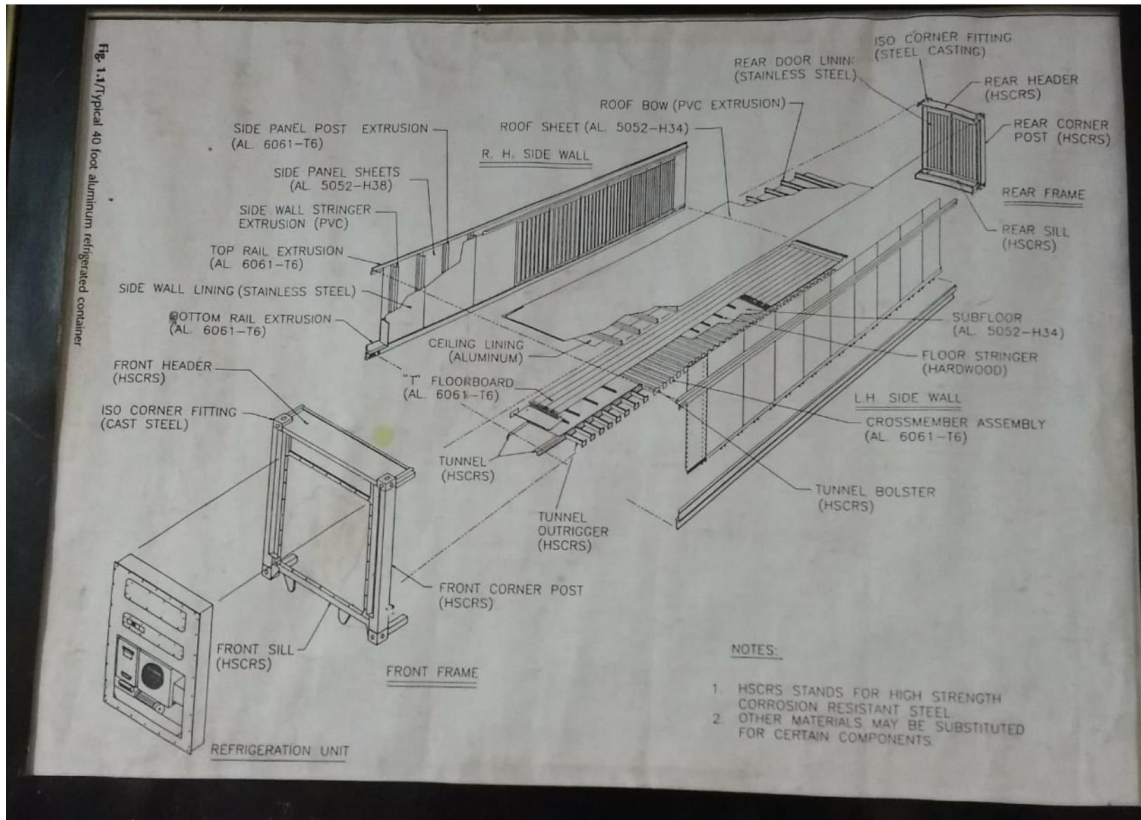 Fig. 1.1/Typical 40 foot aluminum refrigerated container
ISO CORNER FITTING
(STEEL CASTING)
REAR DOOR LININ
(STAINLESS STEEL)
REAR HEADER
(HSCRS)
ROOF BOW (PVC EXTRUSION)
SIDE PANEL POST EXTRUSION
(AL. 6061-T6)
ROOF SHEET (AL. 5052-H34)
REAR CORNER
POST (HSCRS)
R. H. SIDE WALL
SIDE PANEL SHEETS
(AL. 5052-H38)
REAR FRAME
SIDE WALL STRINGER
EXTRUSION (PVC)
REAR SILL
(HSCRS)
TOP RAIL EXTRUSION
(AL. 6061-T6)
SIDE WALL LINING (STAINLESS STEEL)
BOTTOM RAIL EXTRUSION
(AL. 6061-T6)
SUBFLOOR
(AL. 5052-H34)
CEILING LINING
(ALUMINUM)
FLOOR STRINGER
(HARDWOOD)
FRONT HEADER
(HSCRS)
"T" FLOORBOARD
(AL. 6061-T6)
L.H. SIDE WALL
ISO CORNER FITTING
(CAST STEEL)
CROSSMEMBER ASSEMBLY
(AL. 6061-T6)
TUNNEL
(HSCRS)
TUNNEL BOLSTER
(HSCRS)
TUNNEL
OUTRIGGER
(HSCRS)
FRONT CORNER POST
(HSCRS)
FRONT SILL
(HSCRS)
FRONT FRAME
REFRIGERATION UNIT
NOTES:
1. HSCRS STANDS FOR HIGH STRENGTH
CORROSION RESISTANT STEEL
2. OTHER MATERIALS MAY BE SUBSTITUTED
FOR CERTAIN COMPONENTS